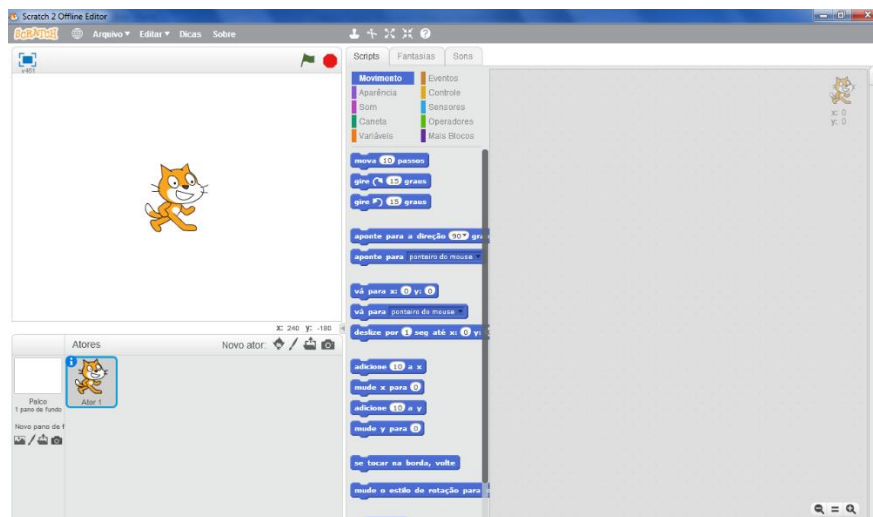 Scratch 2 Offline Editor
SCRATCH Arquivo Editar Dicas Sobre
v461
Scripts Fantasias Sons
Movimento Eventos
Aparência Controle
Som Sensores
Caneta Operadores
Variáveis Mais Blocos
x: 0
y: 0
mova 10 passos
gire 15 graus
gire 15 graus
aponte para a direção 90 gra
aponte para ponteiro do mouse
vá para x: 0 y: 0
vá para ponteiro do mouse
deslize por 1 seg até x: 0 y:
adicione 10 a x
mude x para 0
adicione 10 a y
mude y para 0
se tocar na borda, volte
mude o estilo de rotação para
x: 240 y: -180
Atores Novo ator:
Palco
1 pano de fundo
Novo pano de f
Ator 1